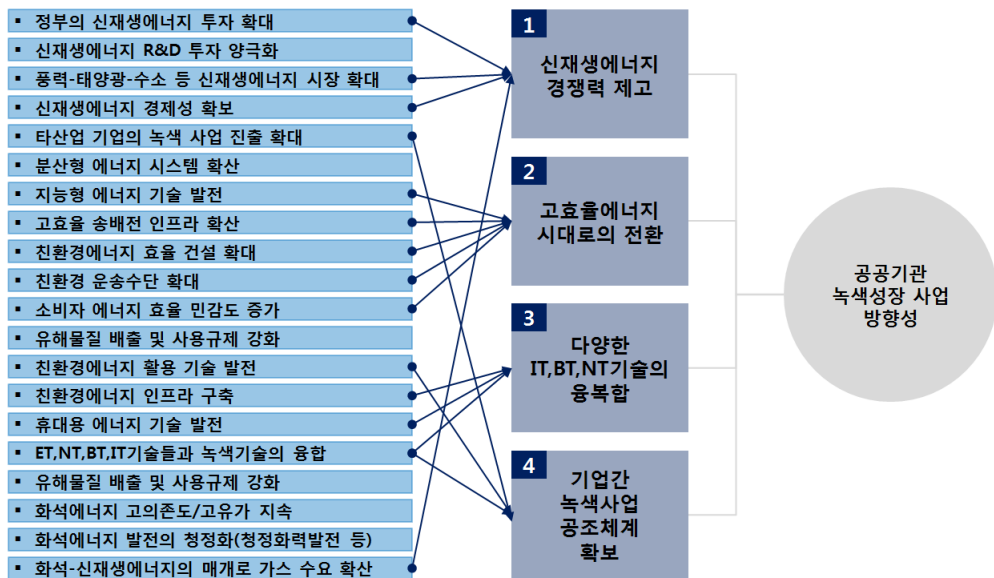 ▪ 정부의 신재생에너지 투자 확대
▪ 신재생에너지 R&D 투자 양극화
▪ 풍력-태양광-수소 등 신재생에너지 시장 확대
▪ 신재생에너지 경제성 확보
▪ 타산업 기업의 녹색 사업 진출 확대
▪ 분산형 에너지 시스템 확산
▪ 지능형 에너지 기술 발전
▪ 고효율 송배전 인프라 확산
▪ 친환경에너지 효율 건설 확대
▪ 친환경 운송수단 확대
▪ 소비자 에너지 효율 민감도 증가
▪ 유해물질 배출 및 사용규제 강화
▪ 친환경에너지 활용 기술 발전
▪ 친환경에너지 인프라 구축
▪ 휴대용 에너지 기술 발전
▪ ET,NT,BT,IT기술들과 녹색기술의 융합
▪ 유해물질 배출 및 사용규제 강화
▪ 화석에너지 고의존도/고유가 지속
▪ 화석에너지 발전의 청정화(청정화력발전 등)
▪ 화석-신재생에너지의 매개로 가스 수요 확산
1
신재생에너지
경쟁력 제고
2
고효율에너지
시대로의 전환
3
다양한
IT,BT,NT기술의
융복합
4
기업간
녹색사업
공조체계
확보
공공기관
녹색성장 사업
방향성